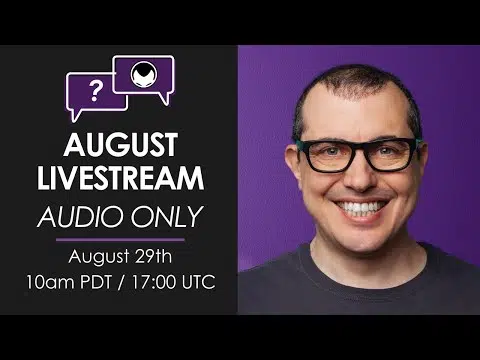 ?
AUGUST
LIVESTREAM
AUDIO ONLY
August 29th
10am PDT / 17:00 UTC